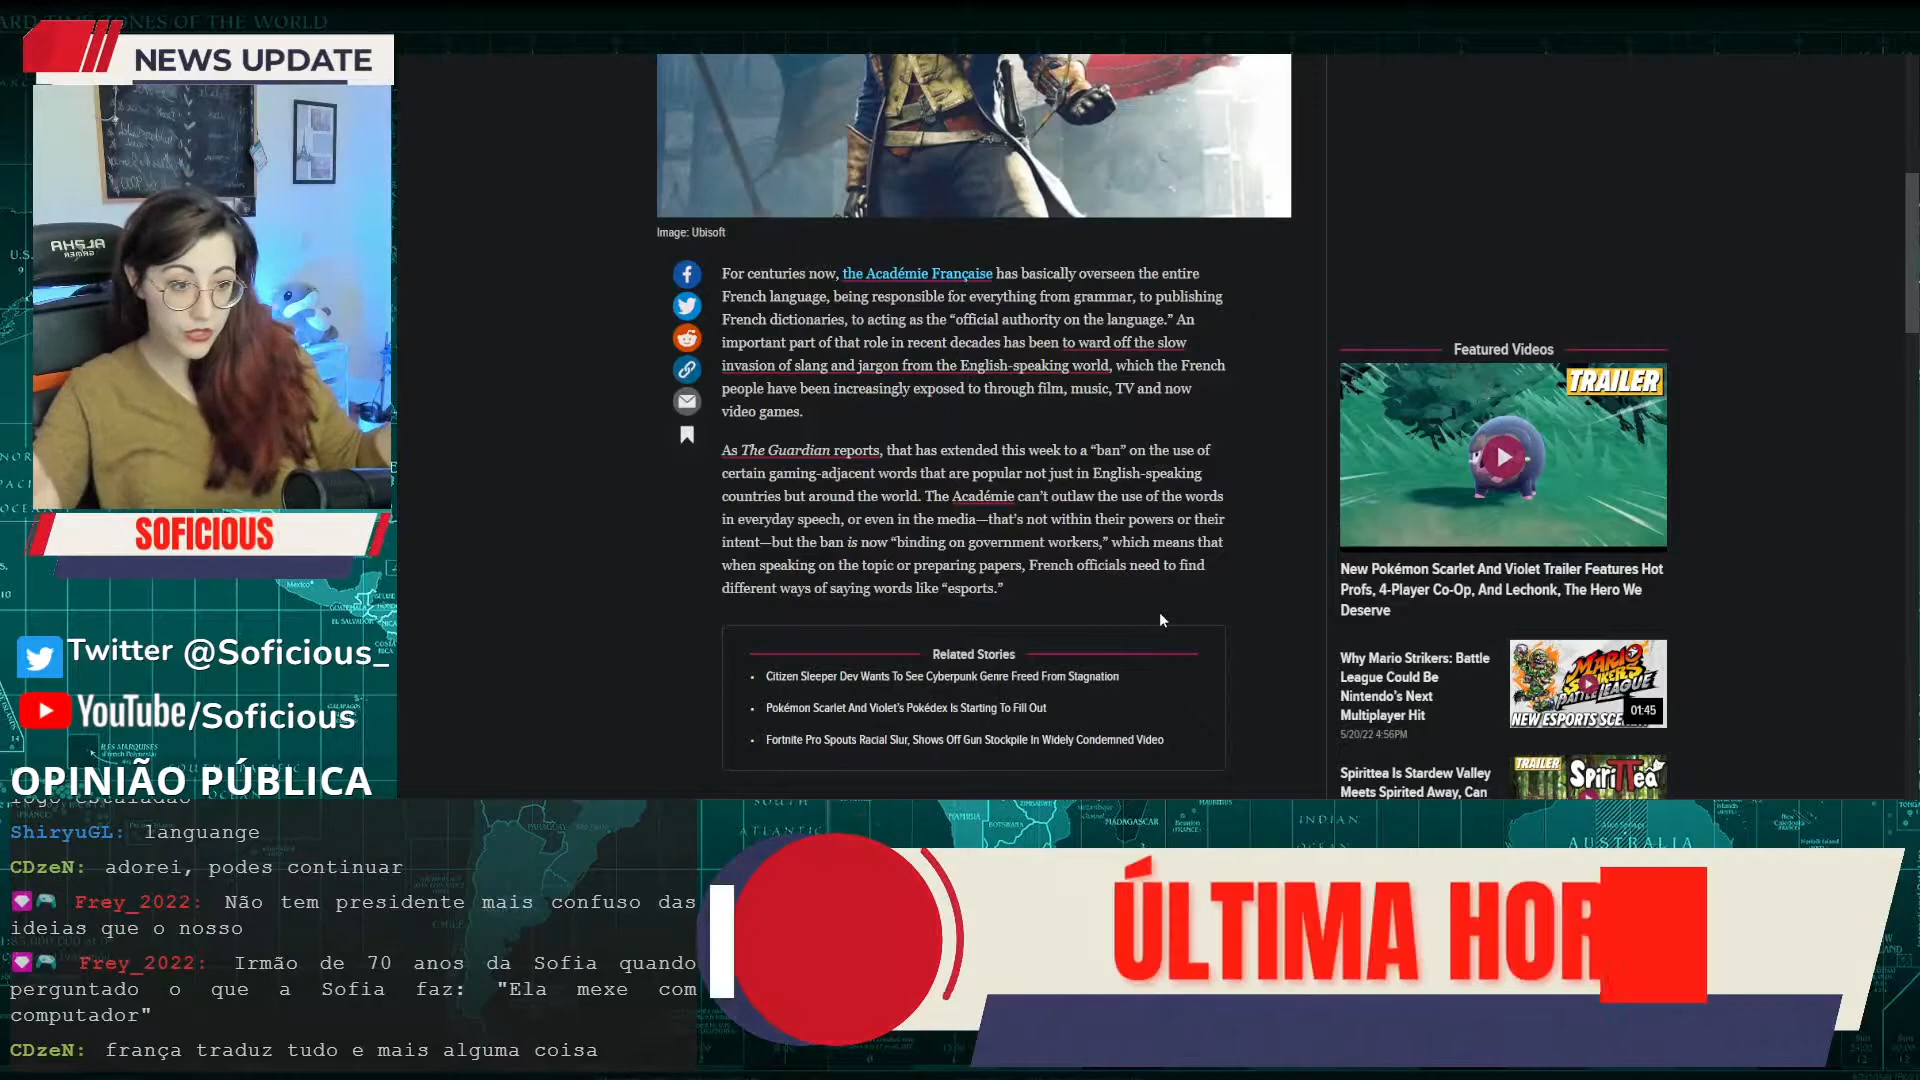 NEWS UPDATE
SOFICIOUS
Twitter @Soficious_
YouTube/Soficious
OPINIÃO PÚBLICA
ShiryuGL: languange
CDzeN: adorei, podes continuar
Frey_2022: Não tem presidente mais confuso das
ideias que o nosso
Frey_2022: Irmão de 70 anos da Sofia quando
perguntado o que a Sofia faz: "Ela mexe com
computador"
CDzeN: frança traduz tudo e mais alguma coisa
Image: Ubisoft
For centuries now, the Académie Française has basically overseen the entire
French language, being responsible for everything from grammar, to publishing
French dictionaries, to acting as the “official authority on the language.” An
important part of that role in recent decades has been to ward off the slow
invasion of slang and jargon from the English-speaking world, which the French
people have been increasingly exposed to through film, music, TV and now
video games.
As The Guardian reports, that has extended this week to a “ban” on the use of
certain gaming-adjacent words that are popular not just in English-speaking
countries but around the world. The Académie can’t outlaw the use of the words
in everyday speech, or even in the media—that’s not within their powers or their
intent—but the ban is now “binding on government workers,” which means that
when speaking on the topic or preparing papers, French officials need to find
different ways of saying words like “esports.”
Related Stories
Citizen Sleeper Dev Wants To See Cyberpunk Genre Freed From Stagnation
Pokémon Scarlet And Violet’s Pokédex Is Starting To Fill Out
Fortnite Pro Spouts Racial Slur, Shows Off Gun Stockpile In Widely Condemned Video
Featured Videos
TRAILER
New Pokémon Scarlet And Violet Trailer Features Hot
Profs, 4-Player Co-Op, And Lechonk, The Hero We
Deserve
Why Mario Strikers: Battle
League Could Be
Nintendo’s Next
Multiplayer Hit
5/20/22 4:56PM
MARIO
STRIKERS
BATTLE LEAGUE
01:45
Spirittea Is Stardew Valley
Meets Spirited Away, Can
TRAILER
SpiriTTea
ÚLTIMA HOR
ALPHA
GAMER
NAMIBIA
BOTSWANA
MADAGASCAR
INDIAN
AUSTRALIA
ATLANTIC
SOUTH